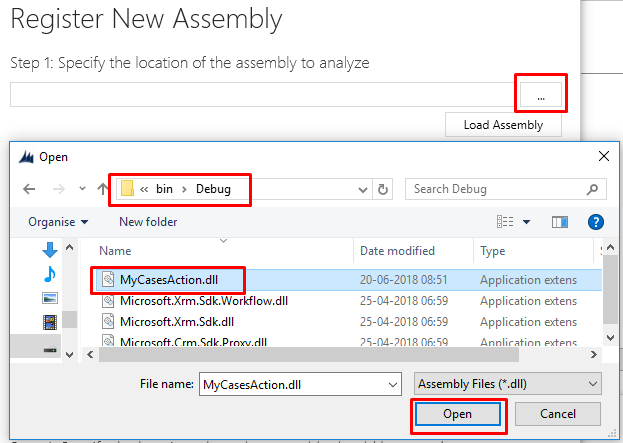 Register New Assembly
Step 1: Specify the location of the assembly to analyze
...
Load Assembly
Open
« bin > Debug
Search Debug
Organise New folder
?
Name Date modified Type
MyCasesAction.dll 20-06-2018 08:51 Application extens
Microsoft.Xrm.Sdk.Workflow.dll 25-04-2018 06:59 Application extens
Microsoft.Xrm.Sdk.dll 25-04-2018 06:59 Application extens
Microsoft.Crm.Sdk.Proxy.dll 25-04-2018 06:59 Application extens
File name: MyCasesAction.dll Assembly Files (*.dll)
Open Cancel